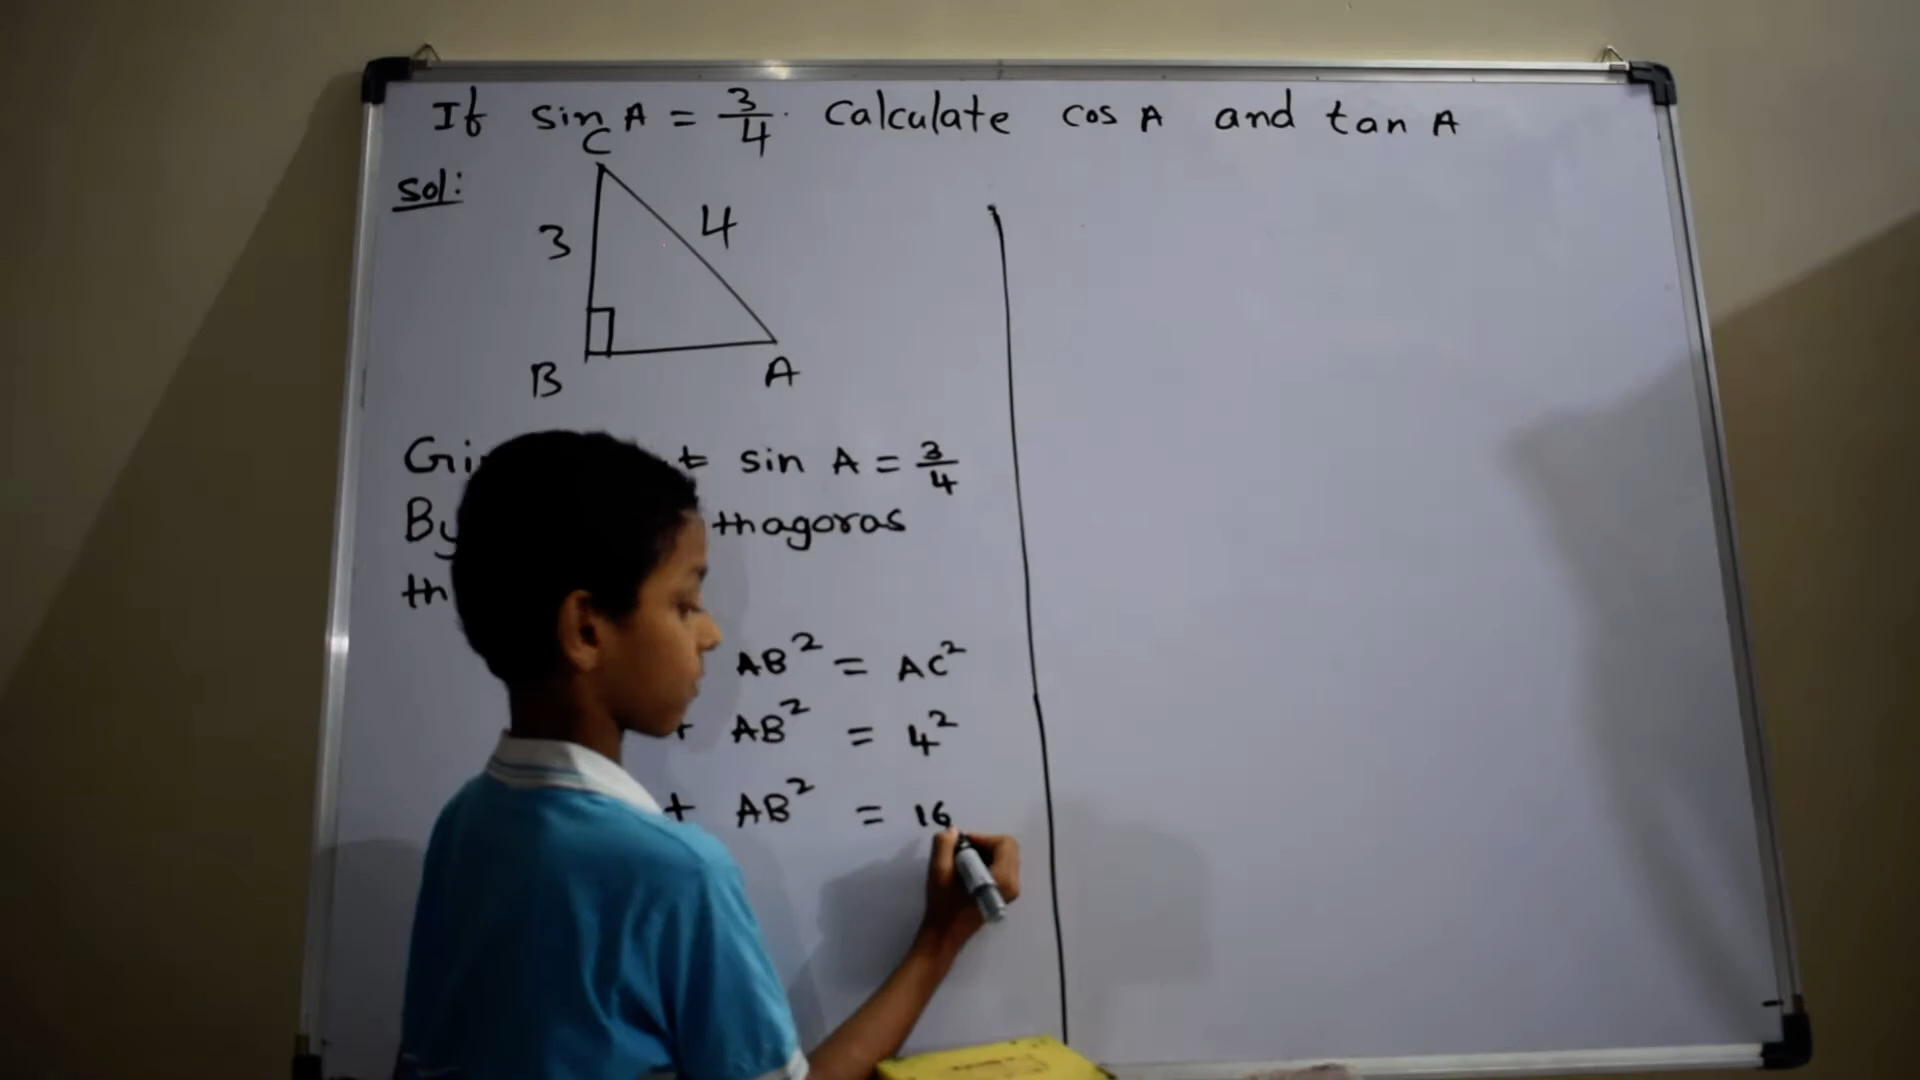 If sin A = 3/4. Calculate cos A and tan A
Sol:
C
3
4
B
A
sin A = 3/4
By
AB² = AC²
+ AB² = 4²
+ AB² = 16